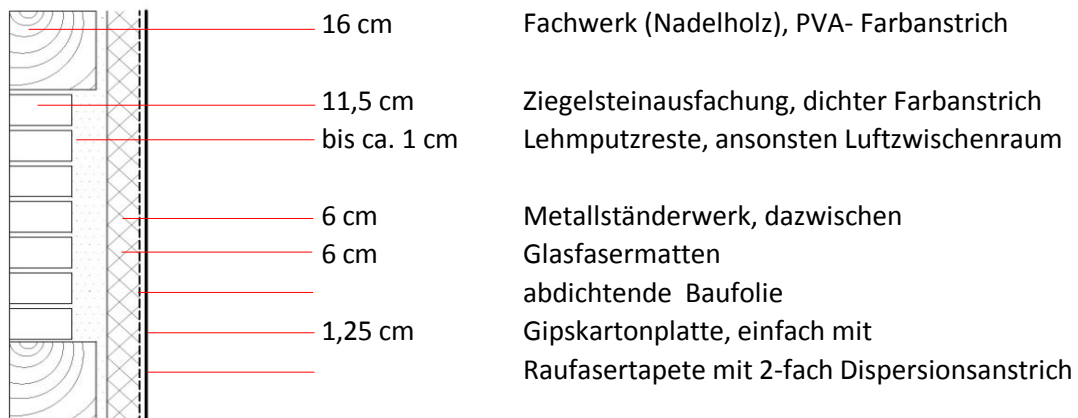 16 cm Fachwerk (Nadelholz), PVA- Farbanstrich
11,5 cm Ziegelsteinausfachung, dichter Farbanstrich
bis ca. 1 cm Lehmputzreste, ansonsten Luftzwischenraum
6 cm Metallständerwerk, dazwischen
6 cm Glasfasermatten
abdichtende Baufolie
1,25 cm Gipskartonplatte, einfach mit
Raufasertapete mit 2-fach Dispersionsanstrich